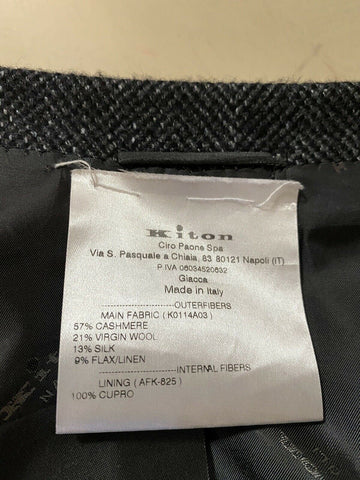 Kiton
Ciro Paone Spa
Via S. Pasquale a Chiaia, 83 80121 Napoli (IT)
P.IVA 06034520632
Giacca
Made in Italy
OUTERFIBERS
MAIN FABRIC ( K0114A03 )
57% CASHMERE
21% VIRGIN WOOL
13% SILK
9% FLAX/LINEN
INTERNAL FIBERS
LINING ( AFK-825 )
100% CUPRO